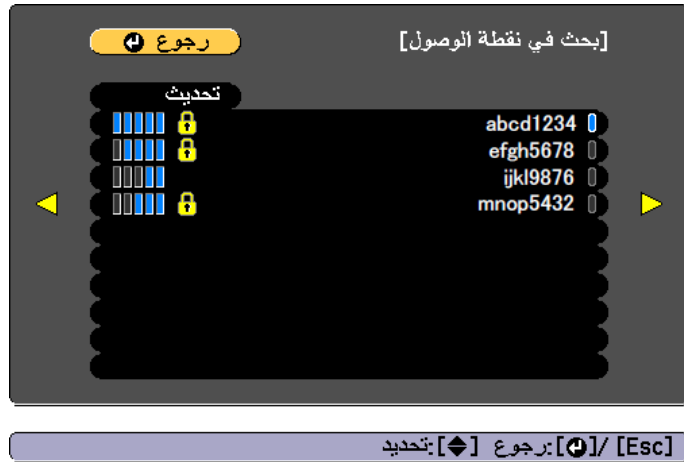 [بحث في نقطة الوصول]
رجوع
تحديث
abcd1234
efgh5678
ijkl9876
mnop5432
[Esc] /[]:رجوع []:تحديد